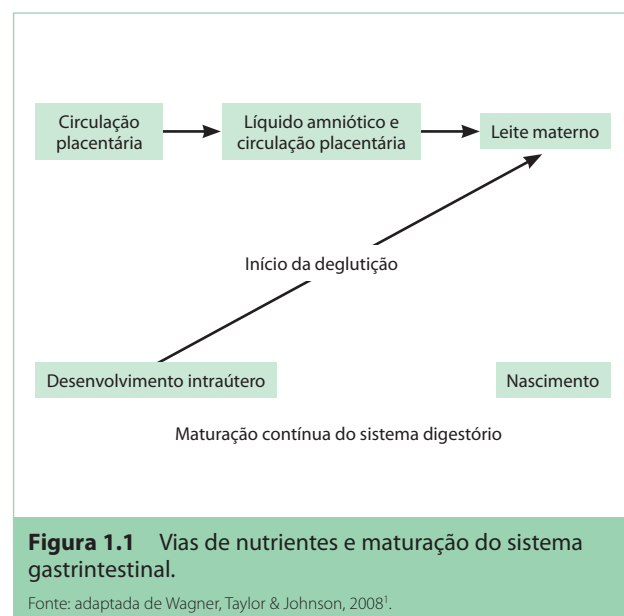 Circulação
placentária
Líquido amniótico e
circulação placentária
Leite materno
Início da deglutição
Desenvolvimento intraútero
Nascimento
Maturação contínua do sistema digestório
Figura 1.1 Vias de nutrientes e maturação do sistema
gastrintestinal.
Fonte: adaptada de Wagner, Taylor & Johnson, 2008¹.